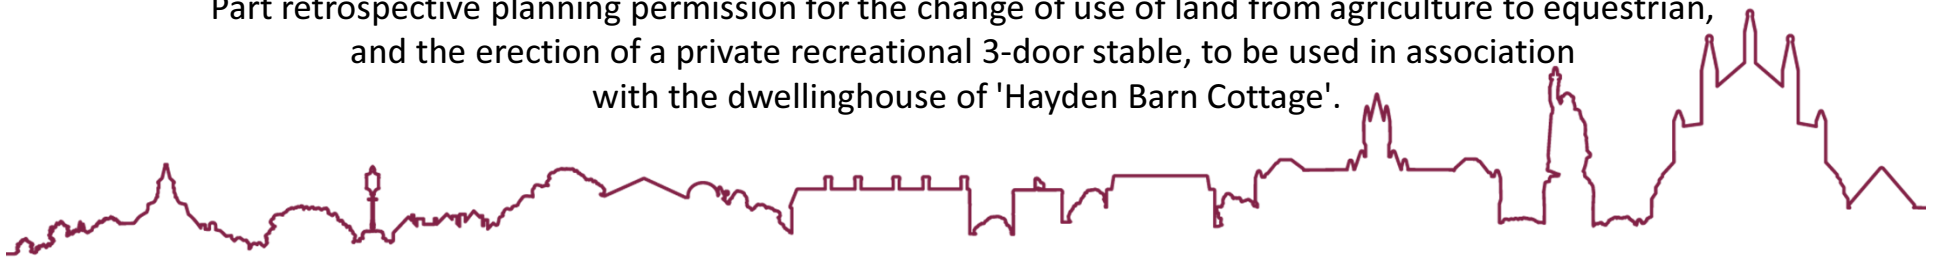 Part retrospective planning permission for the change of use of land from agriculture to equestrian,
and the erection of a private recreational 3-door stable, to be used in association
with the dwellinghouse of 'Hayden Barn Cottage'.